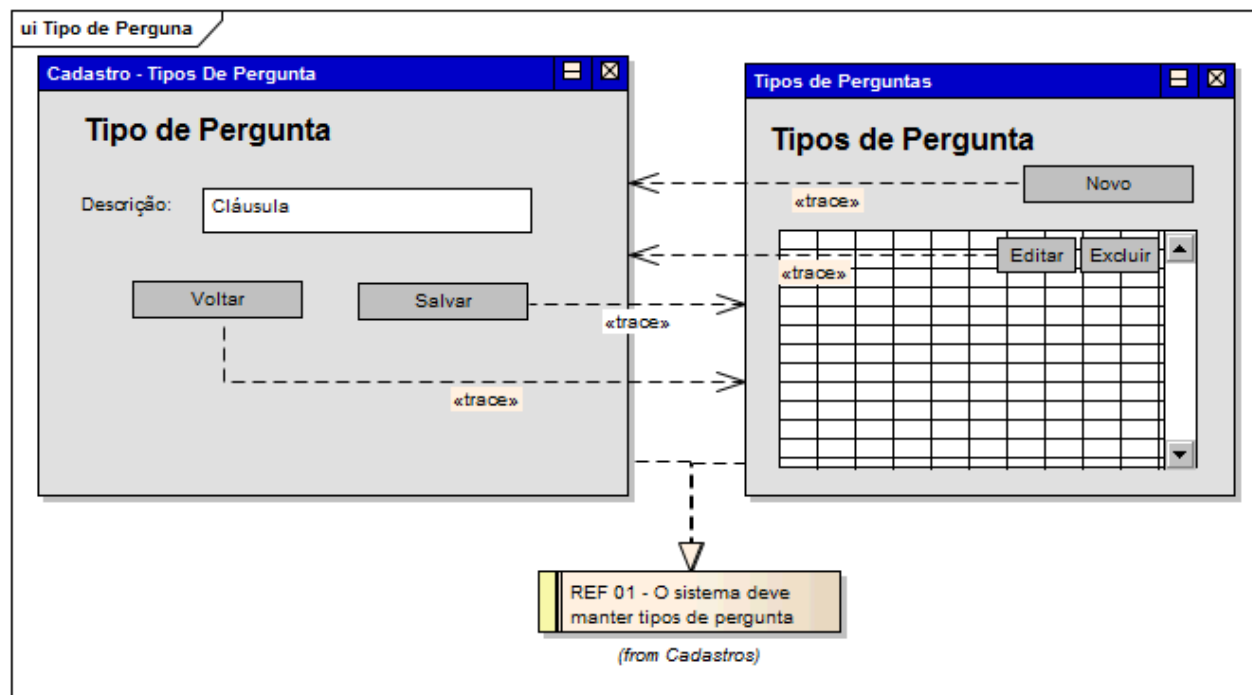 ui Tipo de Perguna
Cadastro - Tipos De Pergunta
Tipo de Pergunta
Descrição:
Cláusula
Voltar
Salvar
Tipos de Perguntas
Tipos de Pergunta
Novo
«trace»
Editar
Excluir
«trace»
«trace»
«trace»
REF 01 - O sistema deve
manter tipos de pergunta
(from Cadastros)